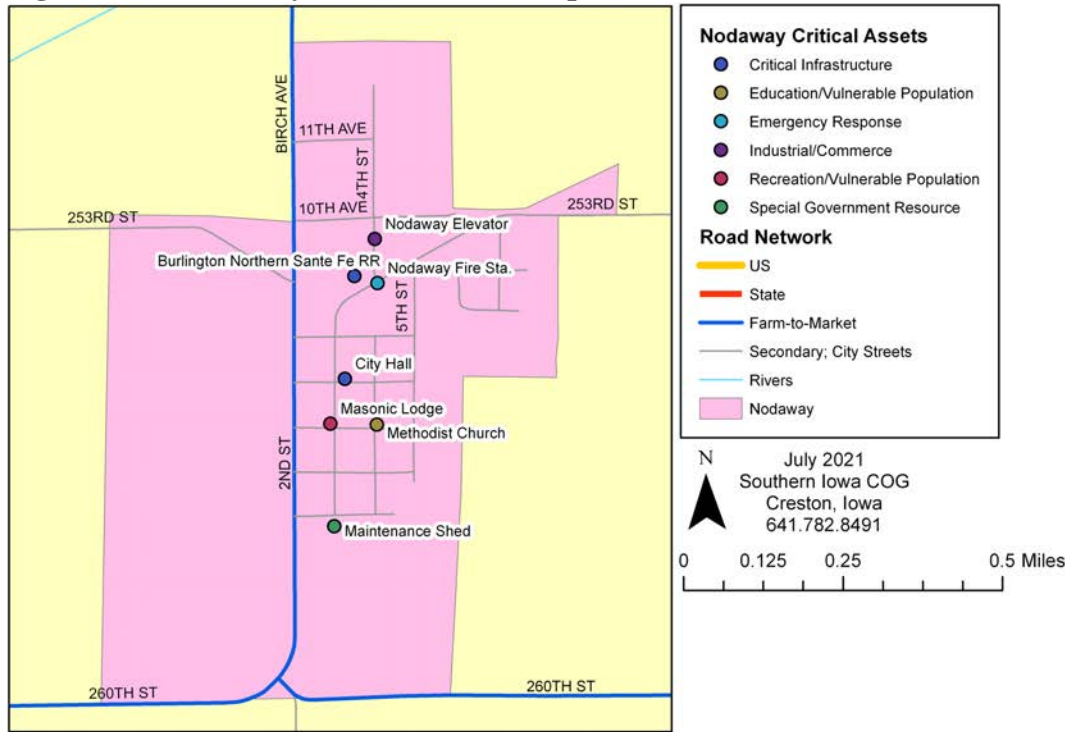 BIRCH AVE
11TH AVE
4TH ST
10TH AVE
253RD ST
253RD ST
Nodaway Elevator
Burlington Northern Sante Fe RR
Nodaway Fire Sta.
5TH ST
City Hall
Masonic Lodge
Methodist Church
2ND ST
Maintenance Shed
260TH ST
260TH ST
Nodaway Critical Assets
Critical Infrastructure
Education/Vulnerable Population
Emergency Response
Industrial/Commerce
Recreation/Vulnerable Population
Special Government Resource
Road Network
US
State
Farm-to-Market
Secondary; City Streets
Rivers
Nodaway
N
July 2021
Southern Iowa COG
Creston, Iowa
641.782.8491
0 0.125 0.25 0.5 Miles